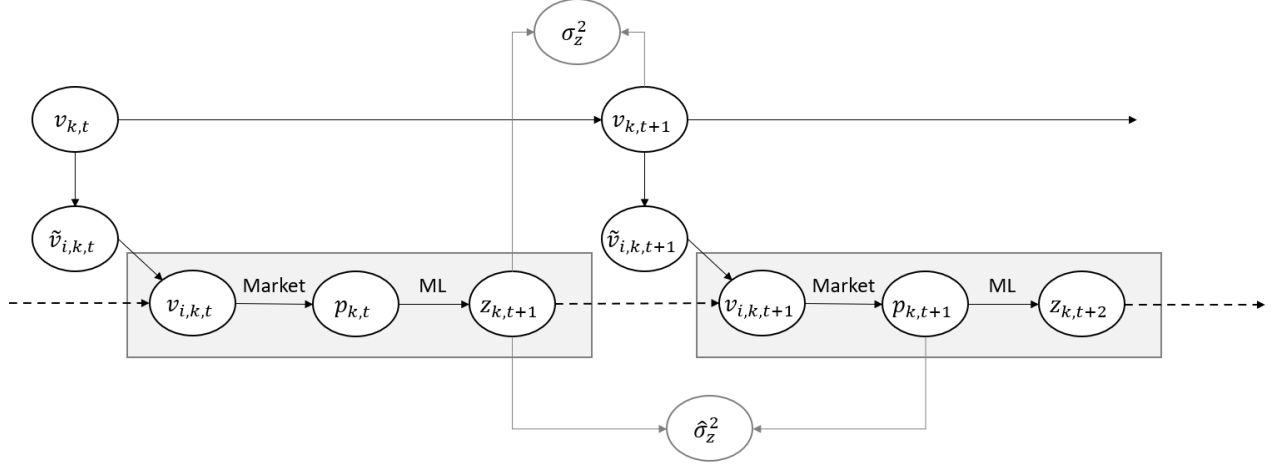 σ_z^2
v_{k,t}
v_{k,t+1}
ṽ_{i,k,t}
ṽ_{i,k,t+1}
v_{i,k,t} Market p_{k,t} ML z_{k,t+1}
v_{i,k,t+1} Market p_{k,t+1} ML z_{k,t+2}
σ̂_z^2